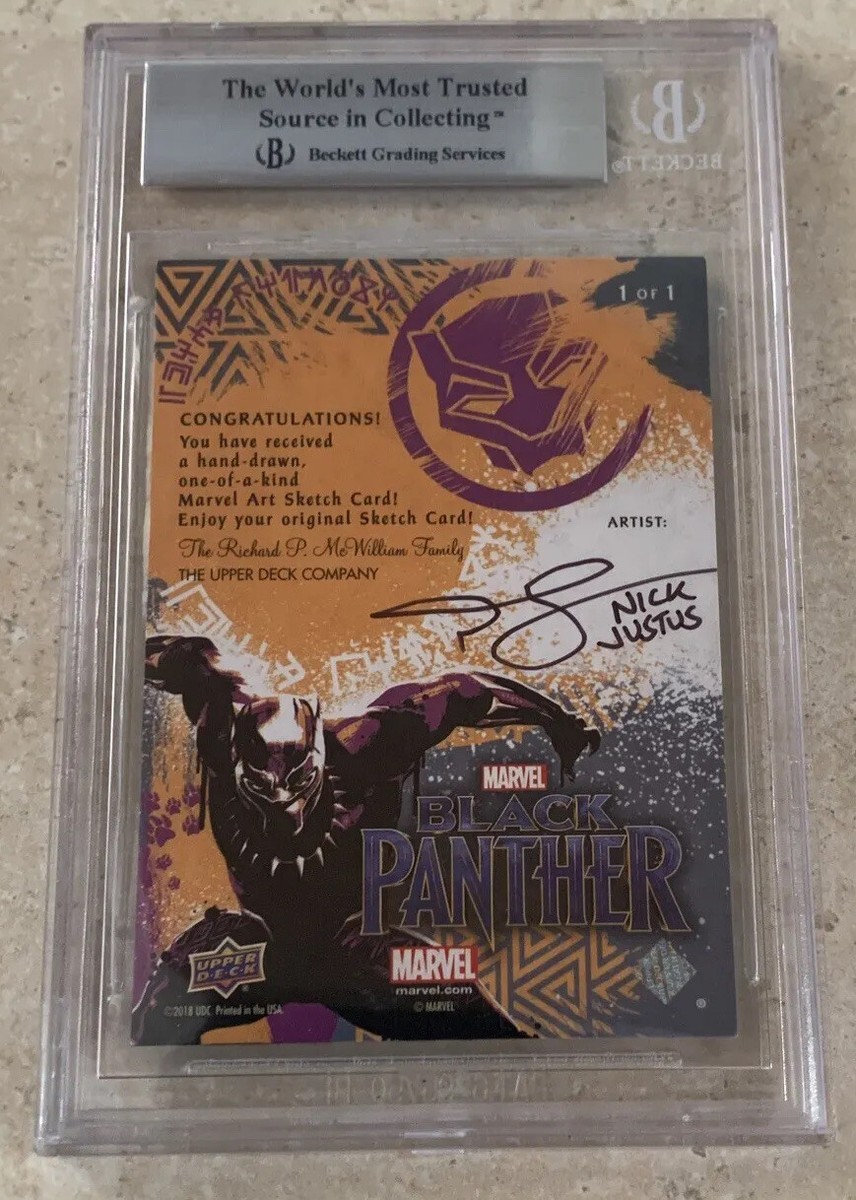 The World's Most Trusted
Source in Collecting™
B Beckett Grading Services
B
BECKETT®
1 OF 1
CONGRATULATIONS!
You have received
a hand-drawn,
one-of-a-kind
Marvel Art Sketch Card!
Enjoy your original Sketch Card!
The Richard P. McWilliam Family
THE UPPER DECK COMPANY
ARTIST:
NICK
JUSTUS
MARVEL
BLACK
PANTHER
UPPER
D·E·C·K
®
MARVEL
marvel.com
©2018 UDC. Printed in the USA
© MARVEL